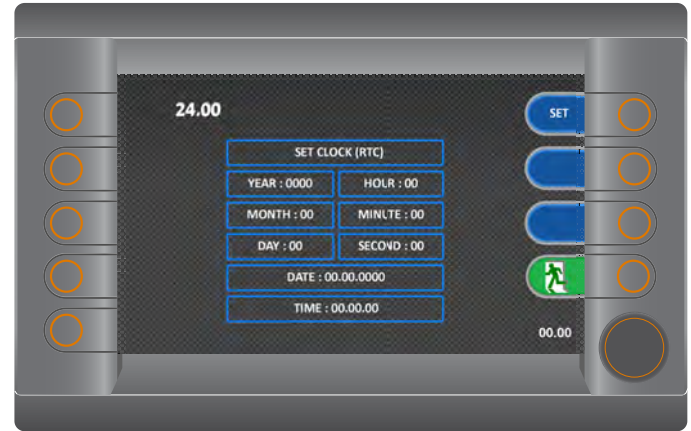 24.00
SET
SET CLOCK (RTC)
YEAR : 0000 HOUR : 00
MONTH : 00 MINUTE : 00
DAY : 00 SECOND : 00
DATE : 00.00.0000
TIME : 00.00.00
00.00